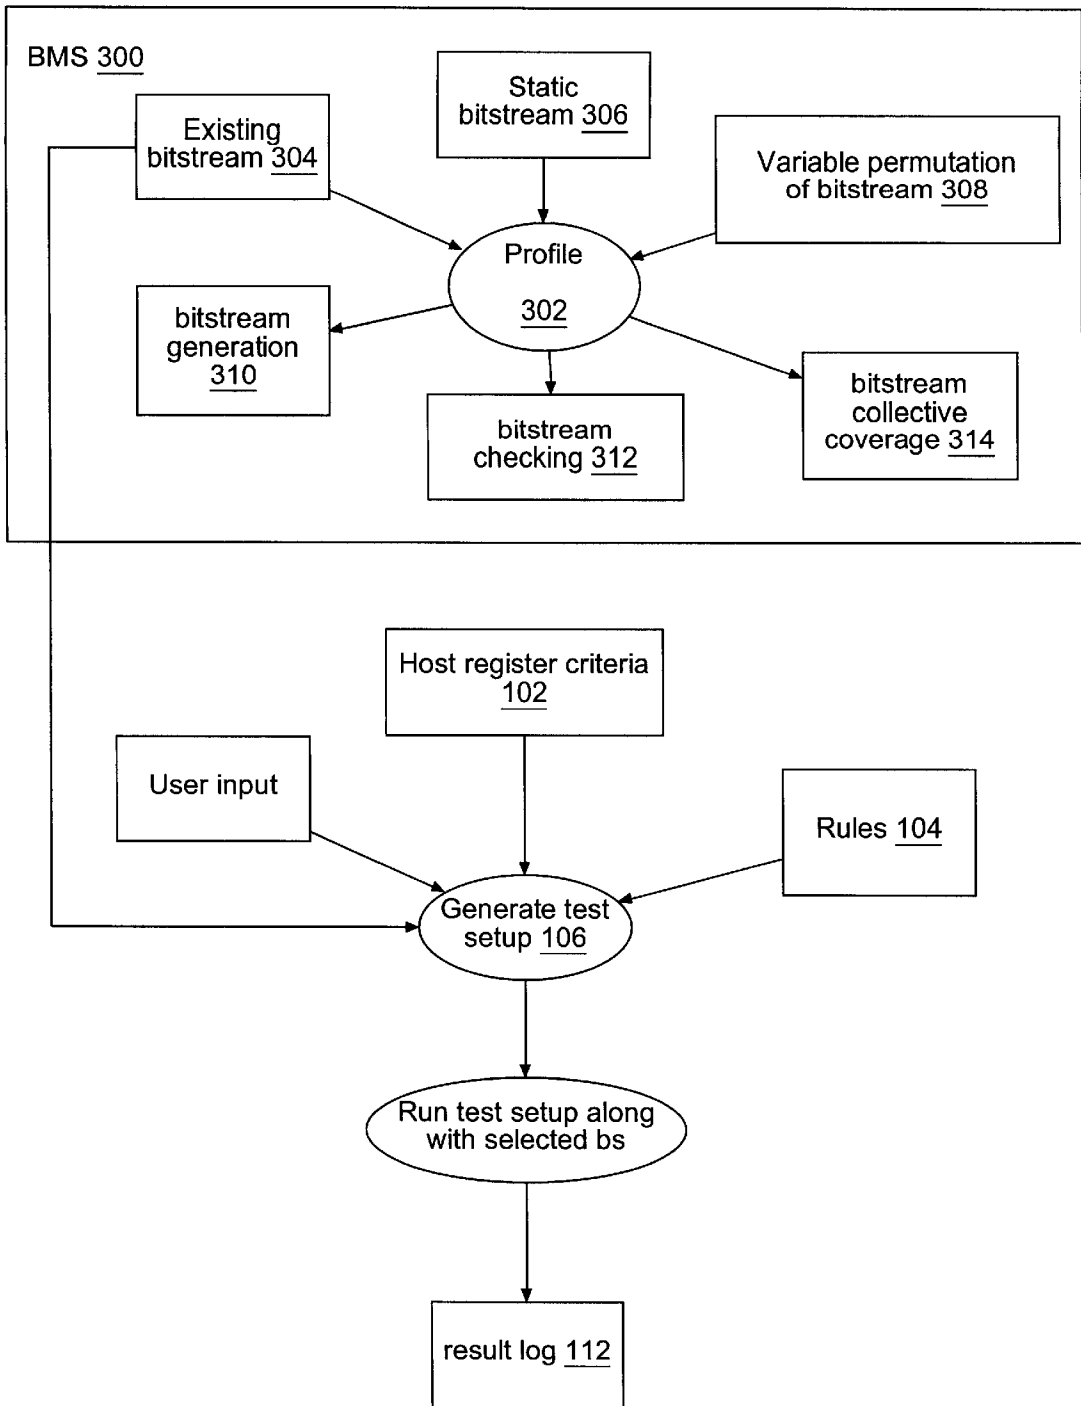 BMS 300
Static
bitstream 306
Existing
bitstream 304
Variable permutation
of bitstream 308
Profile
302
bitstream
generation
310
bitstream
checking 312
bitstream
collective
coverage 314
Host register criteria
102
User input
Rules 104
Generate test
setup 106
Run test setup along
with selected bs
result log 112